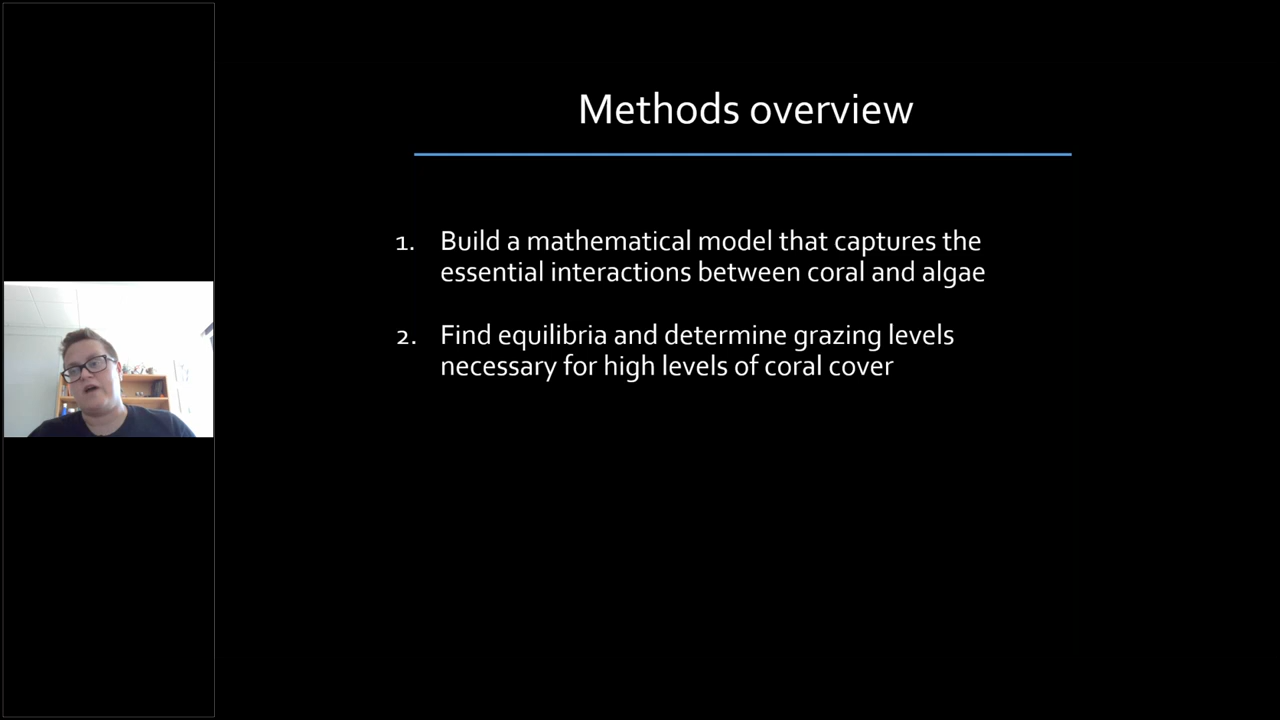 Methods overview
1. Build a mathematical model that captures the
essential interactions between coral and algae
2. Find equilibria and determine grazing levels
necessary for high levels of coral cover